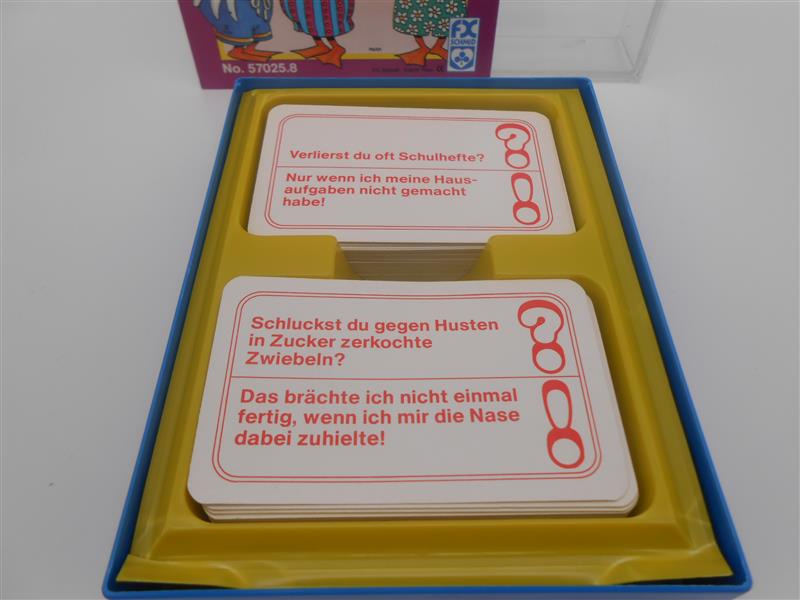 FX
SCHMID
No. 57025.8
Verlierst du oft Schulhefte?
Nur wenn ich meine Haus-
aufgaben nicht gemacht
habe!
Schluckst du gegen Husten
in Zucker zerkochte
Zwiebeln?
Das brächte ich nicht einmal
fertig, wenn ich mir die Nase
dabei zuhielte!